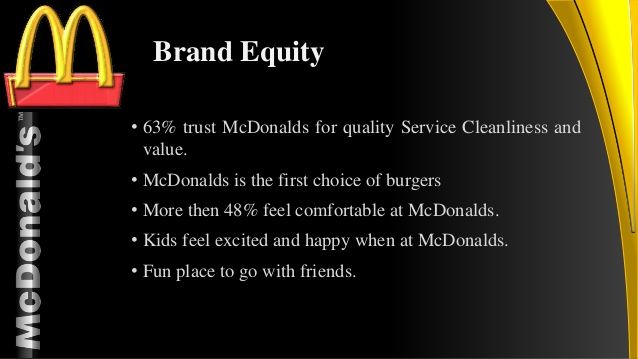 Brand Equity
• 63% trust McDonalds for quality Service Cleanliness and
value.
• McDonalds is the first choice of burgers
• More then 48% feel comfortable at McDonalds.
• Kids feel excited and happy when at McDonalds.
• Fun place to go with friends.
McDonald's™